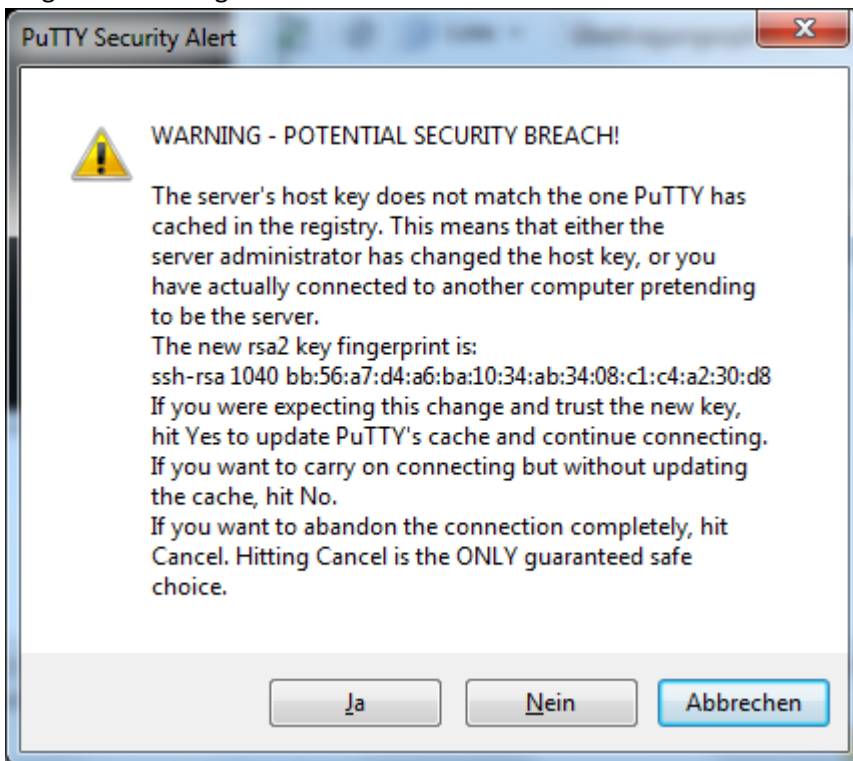 PuTTY Security Alert
WARNING - POTENTIAL SECURITY BREACH!
The server's host key does not match the one PuTTY has
cached in the registry. This means that either the
server administrator has changed the host key, or you
have actually connected to another computer pretending
to be the server.
The new rsa2 key fingerprint is:
ssh-rsa 1040 bb:56:a7:d4:a6:ba:10:34:ab:34:08:c1:c4:a2:30:d8
If you were expecting this change and trust the new key,
hit Yes to update PuTTY's cache and continue connecting.
If you want to carry on connecting but without updating
the cache, hit No.
If you want to abandon the connection completely, hit
Cancel. Hitting Cancel is the ONLY guaranteed safe
choice.
Ja Nein Abbrechen